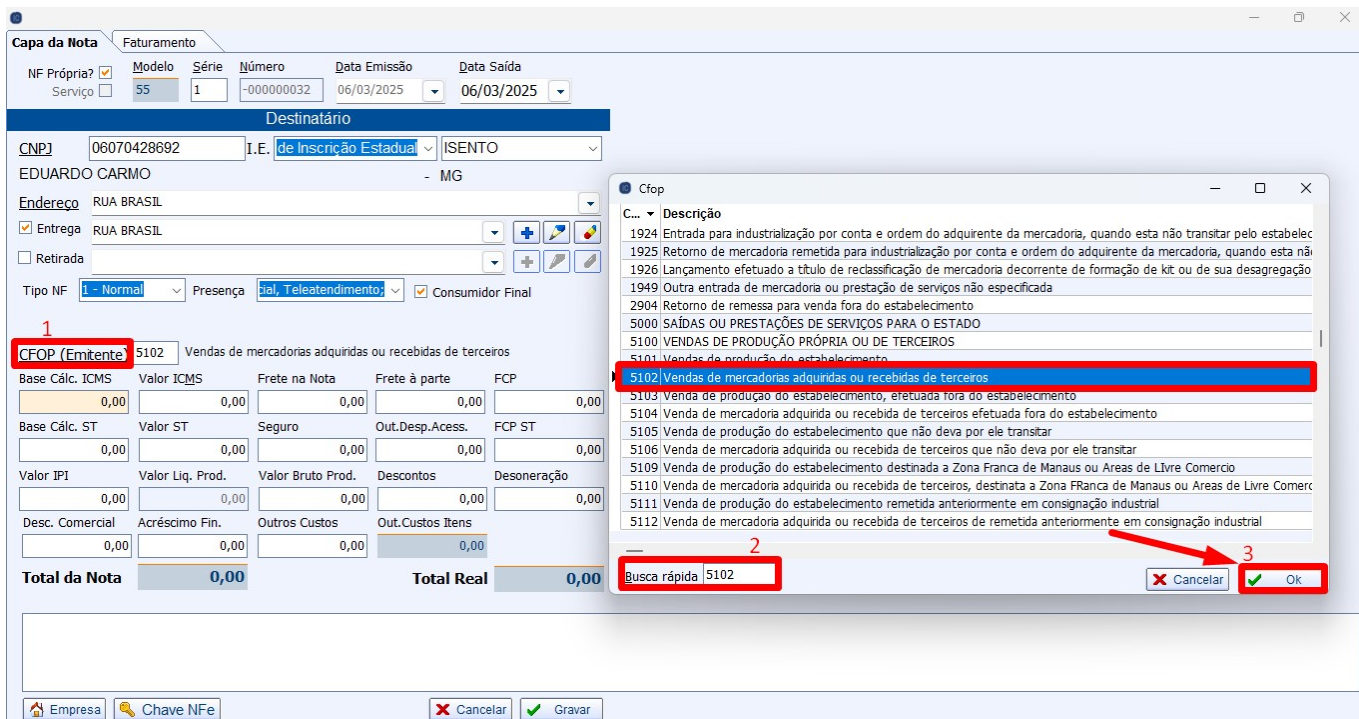 Capa da Nota Faturamento
NF Própria? Modelo Série Número Data Emissão Data Saída
Serviço 55 1 -000000032 06/03/2025 06/03/2025
Destinatário
CNPJ 06070428692 I.E. de Inscrição Estadual ISENTO
EDUARDO CARMO - MG
Endereço RUA BRASIL
Entrega RUA BRASIL
Retirada
Tipo NF 1 - Normal Presença cial, Teleatendimento; Consumidor Final
1
CFOP (Emitente) 5102 Vendas de mercadorias adquiridas ou recebidas de terceiros
Base Cálc. ICMS Valor ICMS Frete na Nota Frete à parte FCP
0,00 0,00 0,00 0,00 0,00
Base Cálc. ST Valor ST Seguro Out.Desp.Acess. FCP ST
0,00 0,00 0,00 0,00 0,00
Valor IPI Valor Liq. Prod. Valor Bruto Prod. Descontos Desoneração
0,00 0,00 0,00 0,00 0,00
Desc. Comercial Acréscimo Fin. Outros Custos Out.Custos Itens
0,00 0,00 0,00 0,00
Total da Nota 0,00 Total Real 0,00
Empresa Chave NFe Cancelar Gravar
Cfop
C... Descrição
1924 Entrada para industrialização por conta e ordem do adquirente da mercadoria, quando esta não transitar pelo estabelec
1925 Retorno de mercadoria remetida para industrialização por conta e ordem do adquirente da mercadoria, quando esta nã
1926 Lançamento efetuado a título de reclassificação de mercadoria decorrente de formação de kit ou de sua desagregação
1949 Outra entrada de mercadoria ou prestação de serviços não especificada
2904 Retorno de remessa para venda fora do estabelecimento
5000 SAÍDAS OU PRESTAÇÕES DE SERVIÇOS PARA O ESTADO
5100 VENDAS DE PRODUÇÃO PRÓPRIA OU DE TERCEIROS
5101 Vendas de produção do estabelecimento
5102 Vendas de mercadorias adquiridas ou recebidas de terceiros
5103 Venda de produção do estabelecimento, efetuada fora do estabelecimento
5104 Venda de mercadoria adquirida ou recebida de terceiros efetuada fora do estabelecimento
5105 Venda de produção do estabelecimento que não deva por ele transitar
5106 Venda de mercadoria adquirida ou recebida de terceiros que não deva por ele transitar
5109 Venda de produção do estabelecimento destinada a Zona Franca de Manaus ou Areas de LIvre Comercio
5110 Venda de mercadoria adquirida ou recebida de terceiros, destinata a Zona FRanca de Manaus ou Areas de Livre Comerc
5111 Venda de produção do estabelecimento remetida anteriormente em consignação industrial
5112 Venda de mercadoria adquirida ou recebida de terceiros de remetida anteriormente em consignação industrial
2
3
Busca rápida 5102 Cancelar Ok